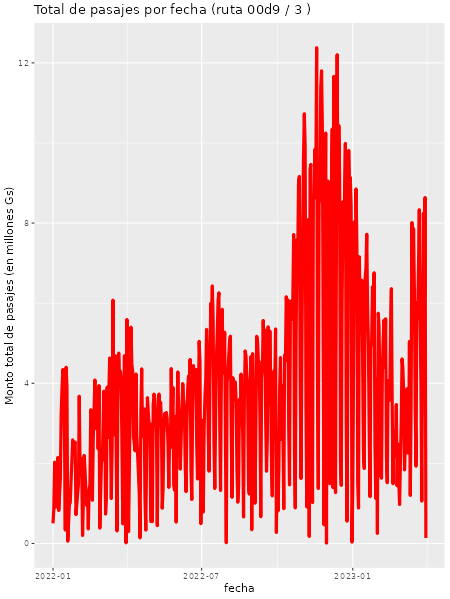 Total de pasajes por fecha (ruta 00d9 / 3 )
Monto total de pasajes (en millones Gs)
12
8
4
0
2022-01
2022-07
2023-01
fecha